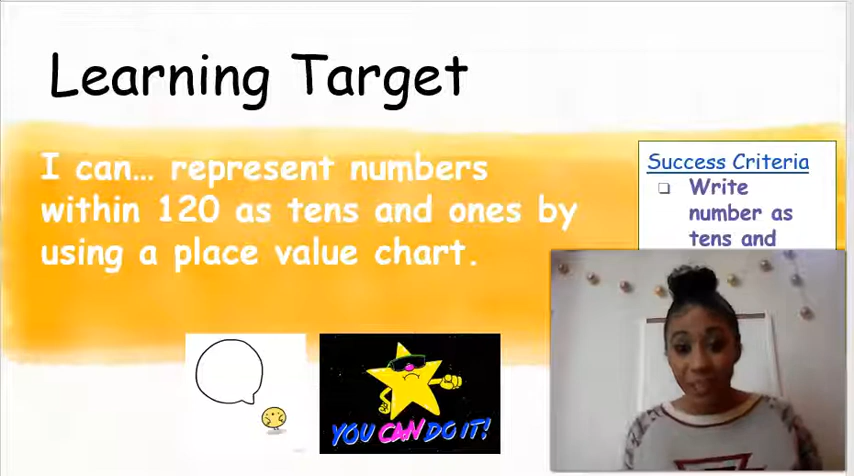 Learning Target
I can... represent numbers
within 120 as tens and ones by
using a place value chart.
Success Criteria
Write
number as
tens and
YOU CAN DO IT!